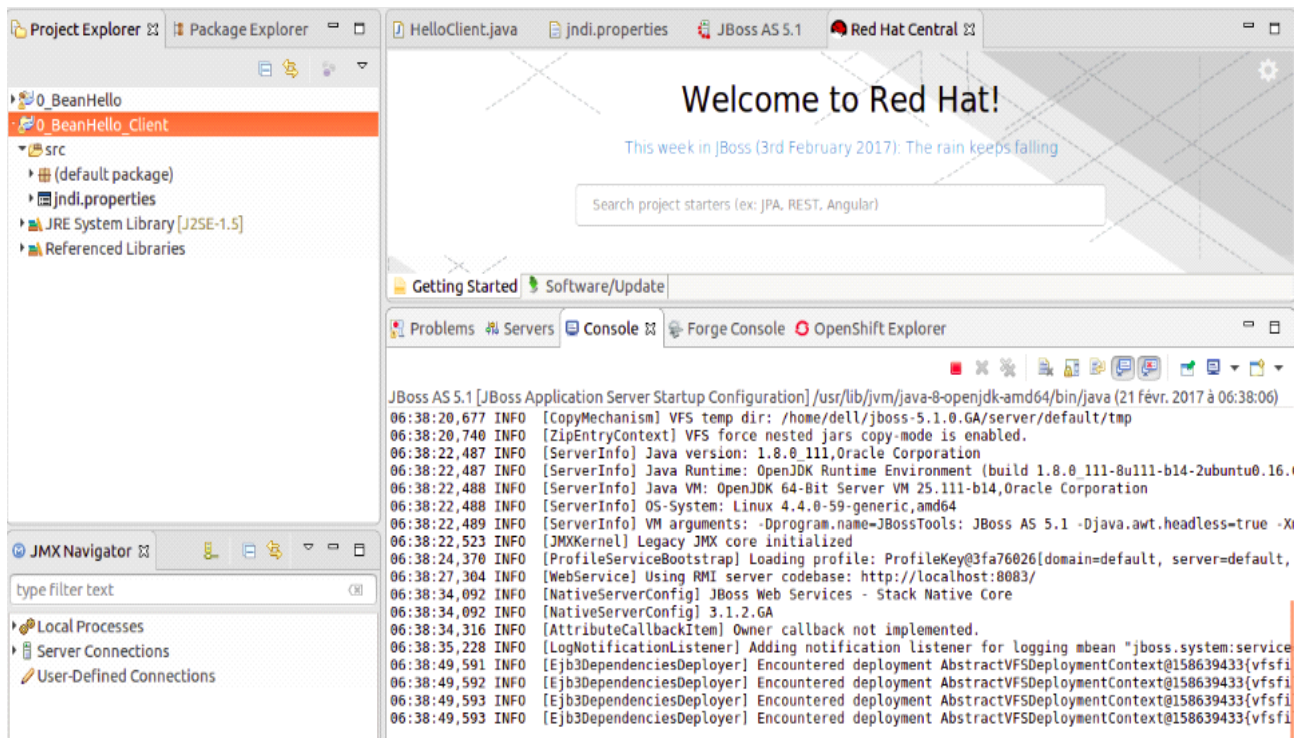 Project Explorer Package Explorer
0_BeanHello
0_BeanHello_Client
src
(default package)
jndi.properties
JRE System Library [J2SE-1.5]
Referenced Libraries
JMX Navigator
type filter text
Local Processes
Server Connections
User-Defined Connections
HelloClient.java jndi.properties JBoss AS 5.1 Red Hat Central
Welcome to Red Hat!
This week in JBoss (3rd February 2017): The rain keeps falling
Search project starters (ex: JPA, REST, Angular)
Getting Started Software/Update
Problems Servers Console Forge Console OpenShift Explorer
JBoss AS 5.1 [JBoss Application Server Startup Configuration] /usr/lib/jvm/java-8-openjdk-amd64/bin/java (21 févr. 2017 à 06:38:06)
06:38:20,677 INFO [CopyMechanism] VFS temp dir: /home/dell/jboss-5.1.0.GA/server/default/tmp
06:38:20,740 INFO [ZipEntryContext] VFS force nested jars copy-mode is enabled.
06:38:22,487 INFO [ServerInfo] Java version: 1.8.0_111,Oracle Corporation
06:38:22,487 INFO [ServerInfo] Java Runtime: OpenJDK Runtime Environment (build 1.8.0_111-8u111-b14-2ubuntu0.16.
06:38:22,488 INFO [ServerInfo] Java VM: OpenJDK 64-Bit Server VM 25.111-b14,Oracle Corporation
06:38:22,488 INFO [ServerInfo] OS-System: Linux 4.4.0-59-generic,amd64
06:38:22,489 INFO [ServerInfo] VM arguments: -Dprogram.name=JBossTools: JBoss AS 5.1 -Djava.awt.headless=true
06:38:22,523 INFO [JMXKernel] Legacy JMX core initialized
06:38:24,370 INFO [ProfileServiceBootstrap] Loading profile: ProfileKey@3fa76026[domain=default, server=default,
06:38:27,304 INFO [WebService] Using RMI server codebase: http://localhost:8083/
06:38:34,092 INFO [NativeServerConfig] JBoss Web Services - Stack Native Core
06:38:34,092 INFO [NativeServerConfig] 3.1.2.GA
06:38:34,316 INFO [AttributeCallbackItem] Owner callback not implemented.
06:38:35,228 INFO [LogNotificationListener] Adding notification listener for logging mbean "jboss.system:service
06:38:49,591 INFO [Ejb3DependenciesDeployer] Encountered deployment AbstractVFSDeploymentContext@158639433{vfsfi
06:38:49,592 INFO [Ejb3DependenciesDeployer] Encountered deployment AbstractVFSDeploymentContext@158639433{vfsfi
06:38:49,593 INFO [Ejb3DependenciesDeployer] Encountered deployment AbstractVFSDeploymentContext@158639433{vfsfi
06:38:49,593 INFO [Ejb3DependenciesDeployer] Encountered deployment AbstractVFSDeploymentContext@158639433{vfsfi